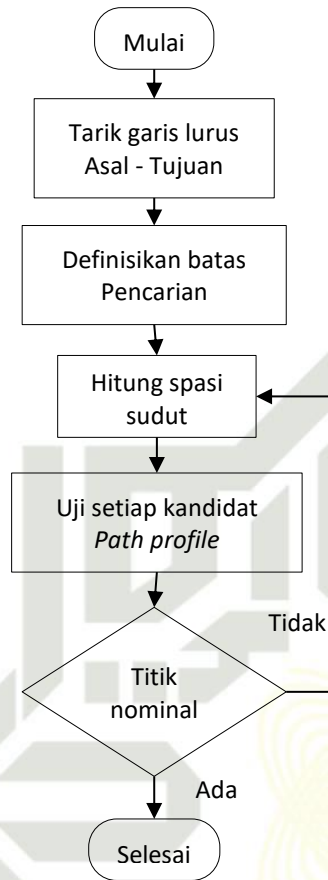 Mulai
Tarik garis lurus
Asal - Tujuan
Definisikan batas
Pencarian
Hitung spasi
sudut
Uji setiap kandidat
Path profile
Tidak
Titik
nominal
Ada
Selesai